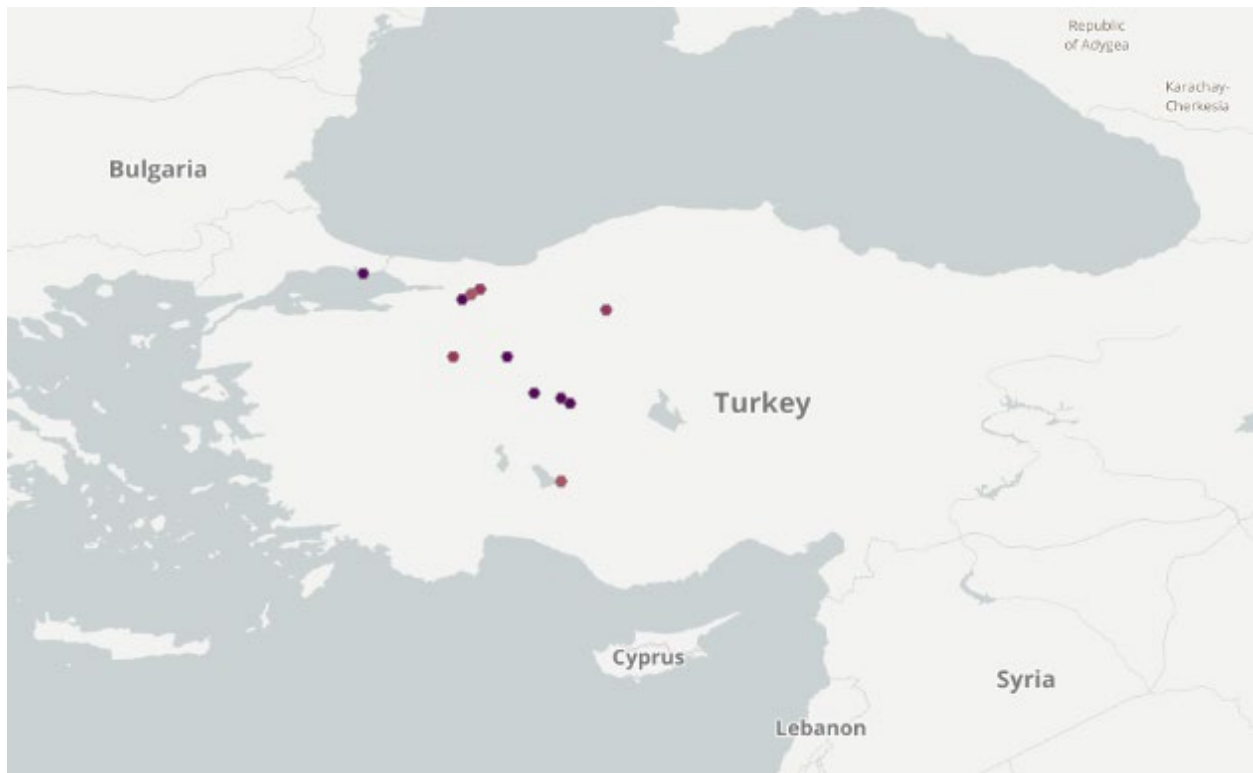 Republic
of Adygea
Karachay-
Cherkesia
Bulgaria
Turkey
Cyprus
Syria
Lebanon